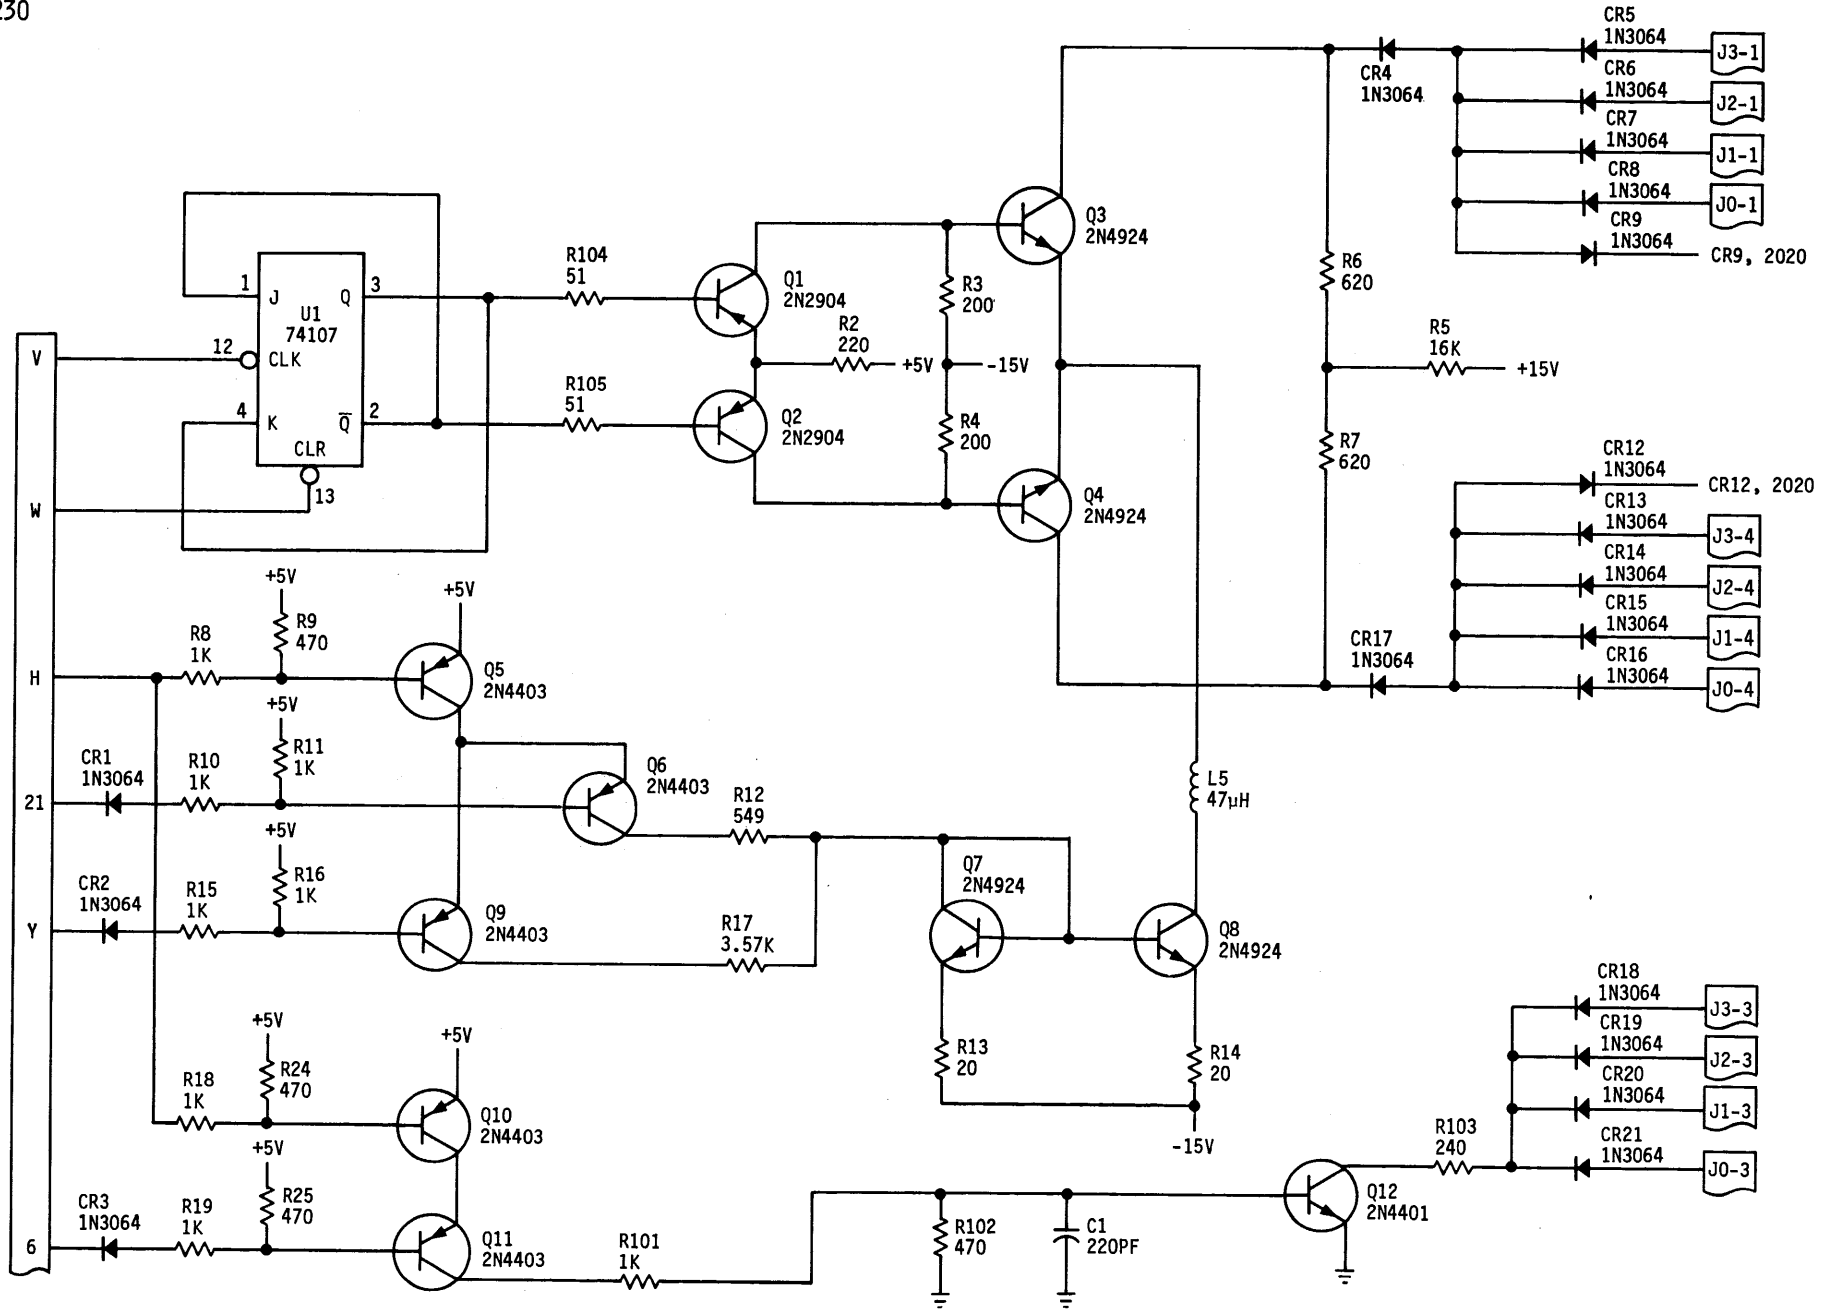 230
CR5
1N3064
J3-1
CR4
1N3064
CR6
1N3064
J2-1
CR7
1N3064
J1-1
CR8
1N3064
J0-1
CR9
1N3064
CR9, 2020
1
J
Q
3
U1
74107
12
CLK
4
K
Q̅
2
CLR
13
V
W
R104
51
R105
51
Q1
2N2904
Q2
2N2904
R2
220
+5V
-15V
R3
200
R4
200
Q3
2N4924
Q4
2N4924
R6
620
R5
16K
+15V
R7
620
CR12
1N3064
CR12, 2020
CR13
1N3064
J3-4
CR14
1N3064
J2-4
CR15
1N3064
J1-4
CR16
1N3064
J0-4
CR17
1N3064
H
R8
1K
+5V
R9
470
+5V
Q5
2N4403
21
CR1
1N3064
R10
1K
+5V
R11
1K
Q6
2N4403
R12
549
L5
47µH
Y
CR2
1N3064
R15
1K
+5V
R16
1K
Q9
2N4403
R17
3.57K
Q7
2N4924
Q8
2N4924
R13
20
R14
20
-15V
R18
1K
+5V
R24
470
+5V
Q10
2N4403
6
CR3
1N3064
R19
1K
+5V
R25
470
Q11
2N4403
R101
1K
R102
470
C1
220PF
Q12
2N4401
R103
240
CR18
1N3064
J3-3
CR19
1N3064
J2-3
CR20
1N3064
J1-3
CR21
1N3064
J0-3